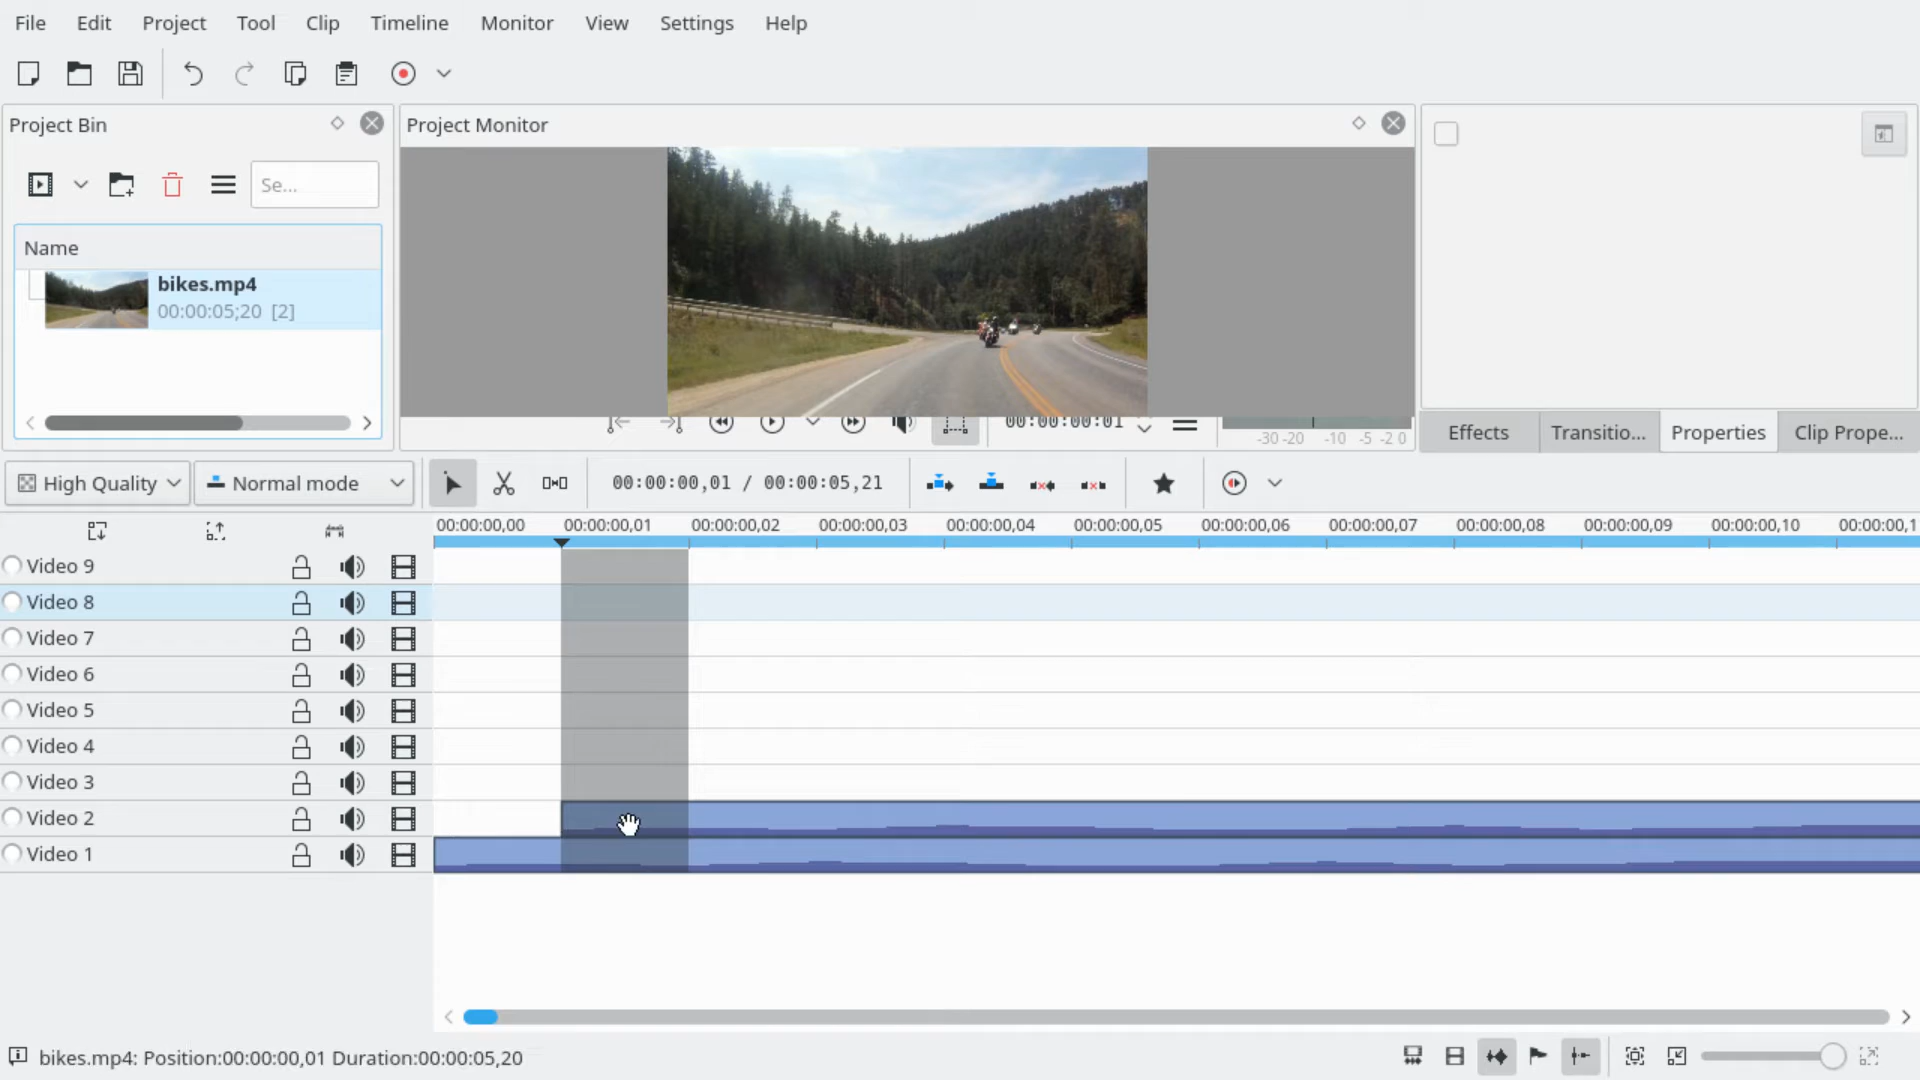 File Edit Project Tool Clip Timeline Monitor View Settings Help
Project Bin
Project Monitor
Se...
Name
bikes.mp4
00:00:05;20 [2]
00:00:00:01
-30 -20 -10 -5 -2 0
Effects Transitio... Properties Clip Prope...
High Quality Normal mode 00:00:00,01 / 00:00:05,21
00:00:00,00 00:00:00,01 00:00:00,02 00:00:00,03 00:00:00,04 00:00:00,05 00:00:00,06 00:00:00,07 00:00:00,08 00:00:00,09 00:00:00,10 00:00:00,1
Video 9
Video 8
Video 7
Video 6
Video 5
Video 4
Video 3
Video 2
Video 1
bikes.mp4: Position:00:00:00,01 Duration:00:00:05,20